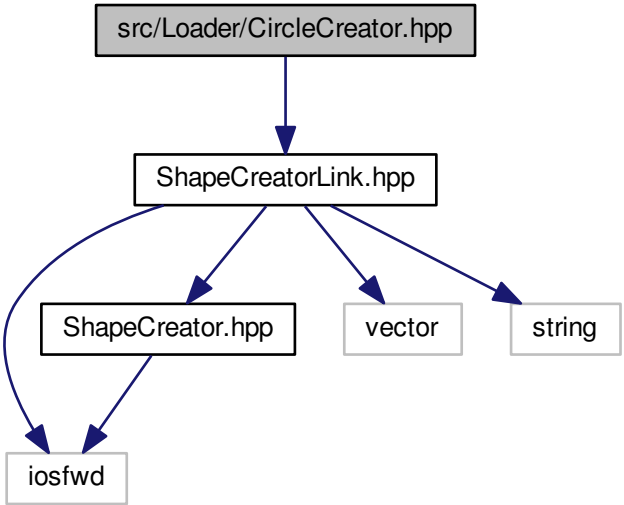 src/Loader/CircleCreator.hpp
ShapeCreatorLink.hpp
ShapeCreator.hpp
vector
string
iosfwd